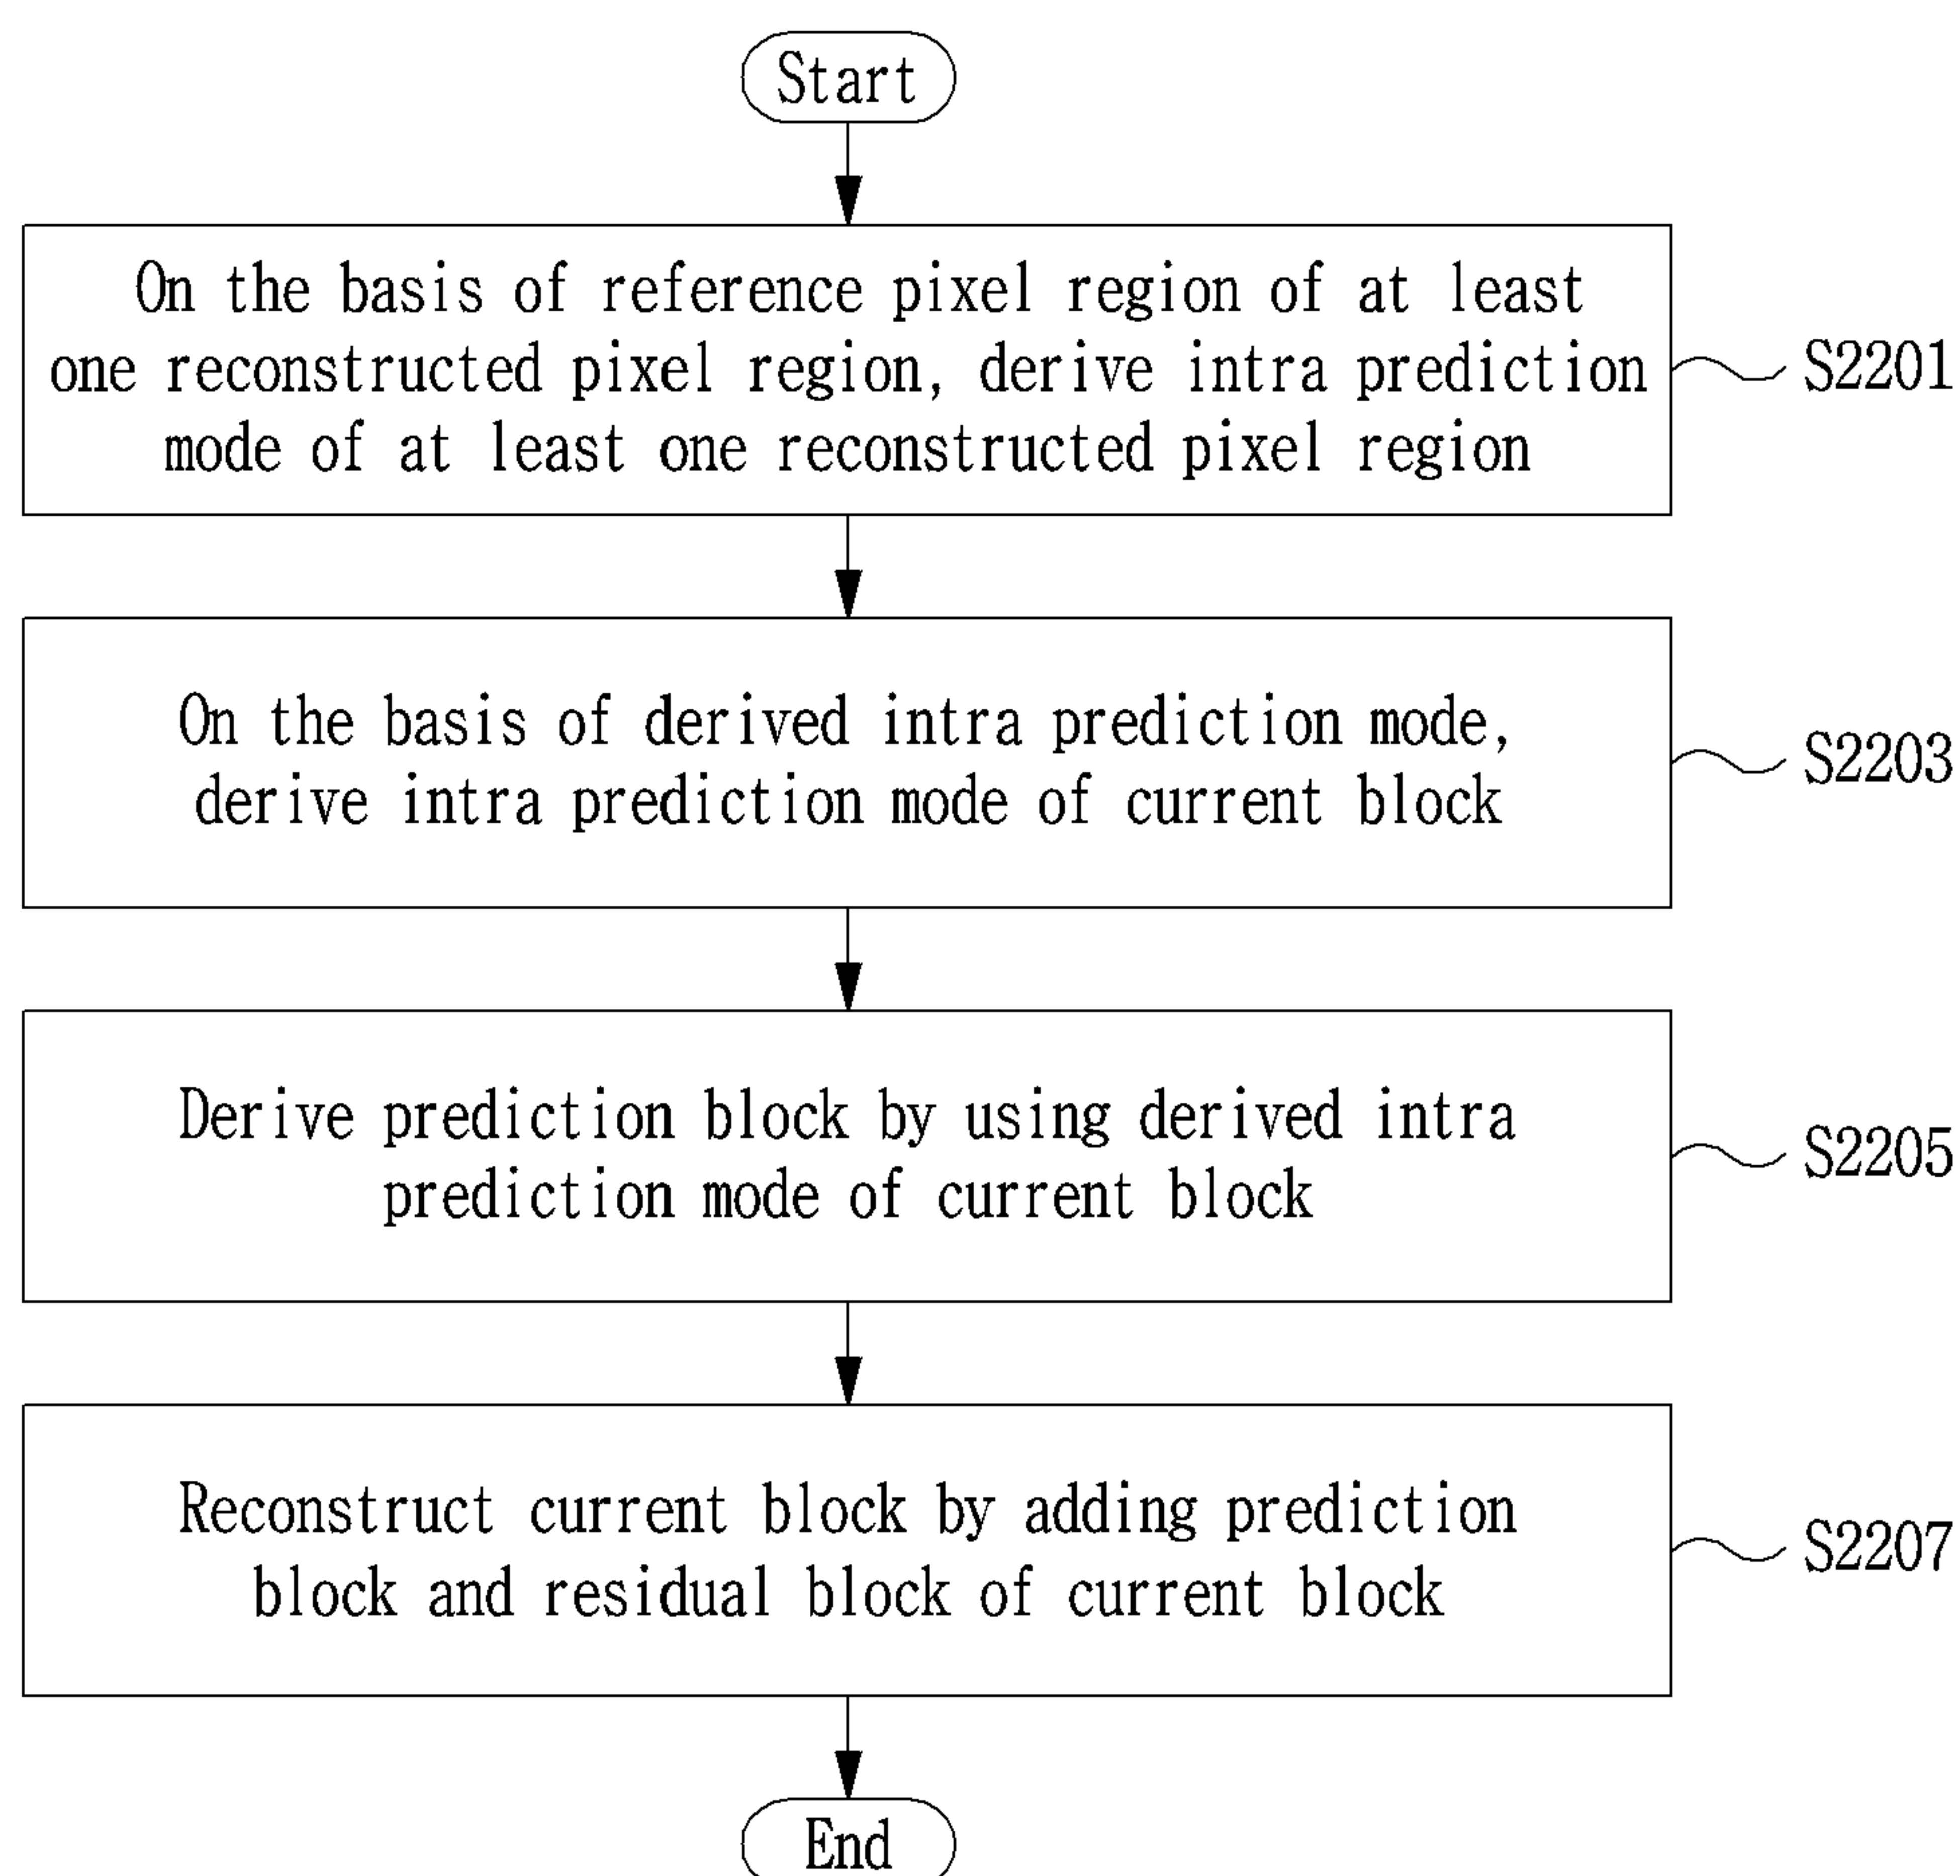 Start
On the basis of reference pixel region of at least
one reconstructed pixel region, derive intra prediction
mode of at least one reconstructed pixel region
S2201
On the basis of derived intra prediction mode,
derive intra prediction mode of current block
S2203
Derive prediction block by using derived intra
prediction mode of current block
S2205
Reconstruct current block by adding prediction
block and residual block of current block
S2207
End